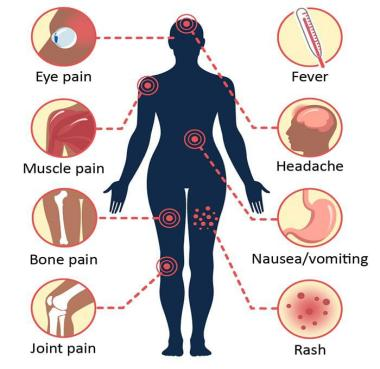 Eye pain
Fever
Muscle pain
Headache
Bone pain
Nausea/vomiting
Joint pain
Rash